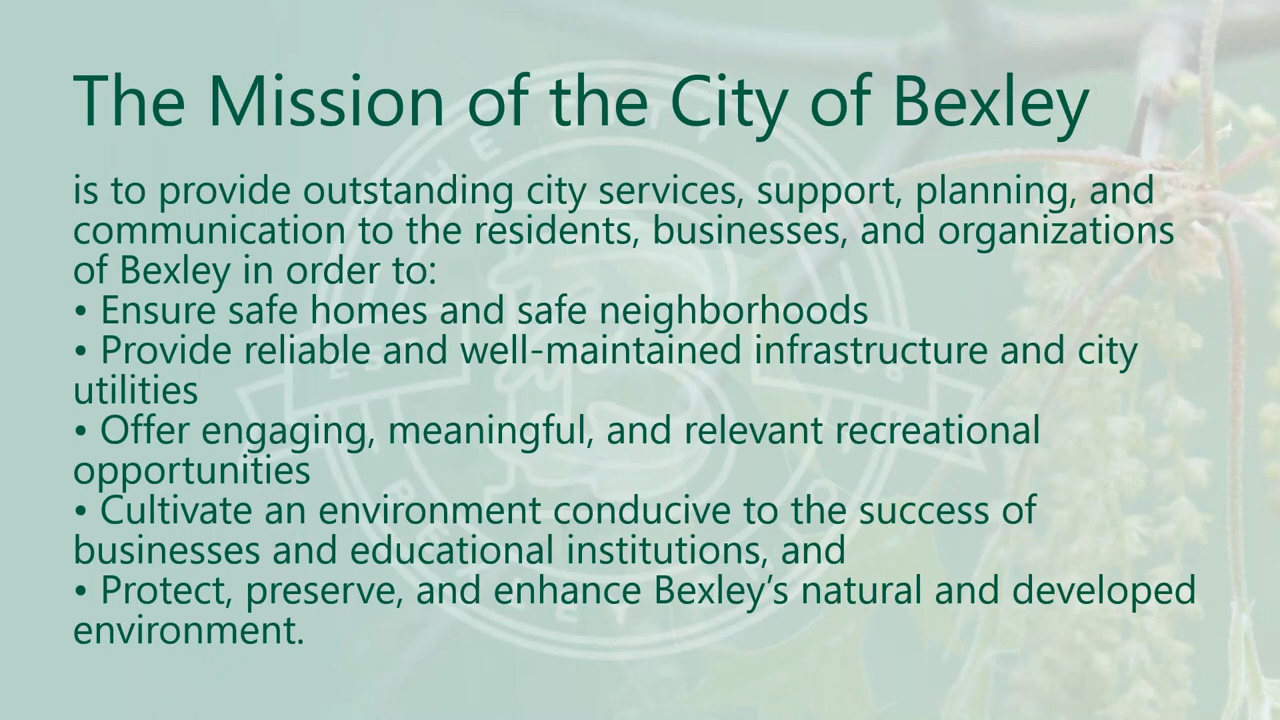 The Mission of the City of Bexley
is to provide outstanding city services, support, planning, and
communication to the residents, businesses, and organizations
of Bexley in order to:
• Ensure safe homes and safe neighborhoods
• Provide reliable and well-maintained infrastructure and city
utilities
• Offer engaging, meaningful, and relevant recreational
opportunities
• Cultivate an environment conducive to the success of
businesses and educational institutions, and
• Protect, preserve, and enhance Bexley’s natural and developed
environment.